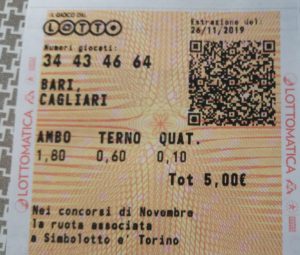 IL GIOCO DEL
LOTTO
Estrazione del:
26/11/2019
Numeri giocati:
34 43 46 64
BARI,
CAGLIARI
AMBO TERNO QUAT.
1,80 0,60 0,10
Tot 5,00€
Nei concorsi di Novembre
la ruota associata
a Simbolotto e' Torino
LOTTOMATICA
LOTTOMATICA